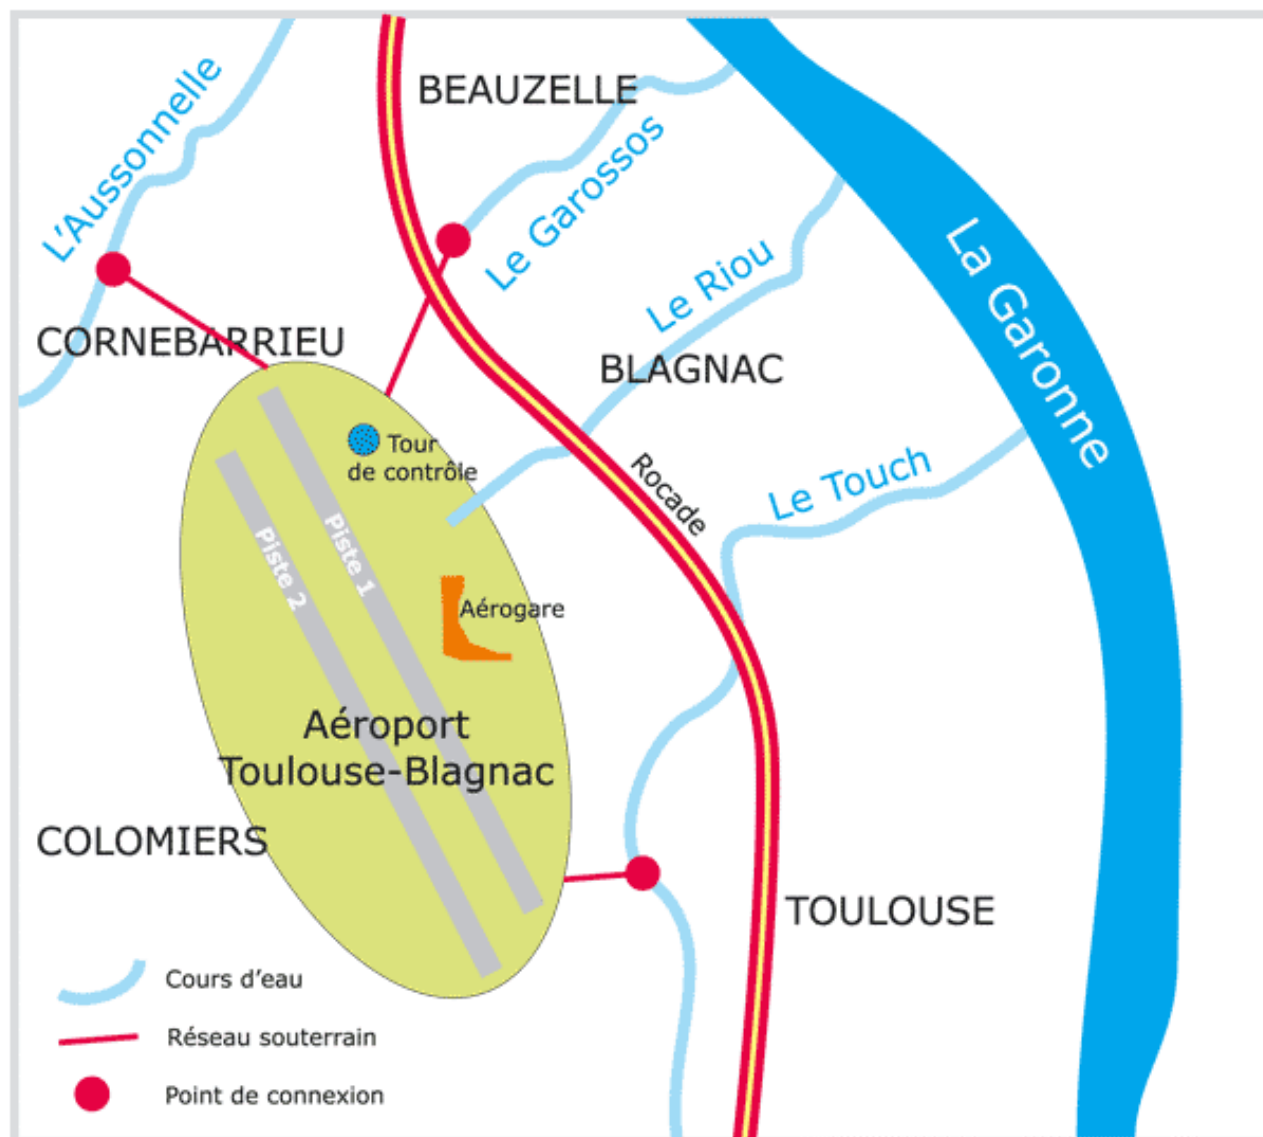 BEAUZELLE
L'Aussonnelle
Le Garossos
La Garonne
Le Riou
CORNEBARRIEU
BLAGNAC
Tour
de contrôle
Rocade
Le Touch
Piste 1
Piste 2
Aérogare
Aéroport
Toulouse-Blagnac
COLOMIERS
TOULOUSE
Cours d'eau
Réseau souterrain
Point de connexion